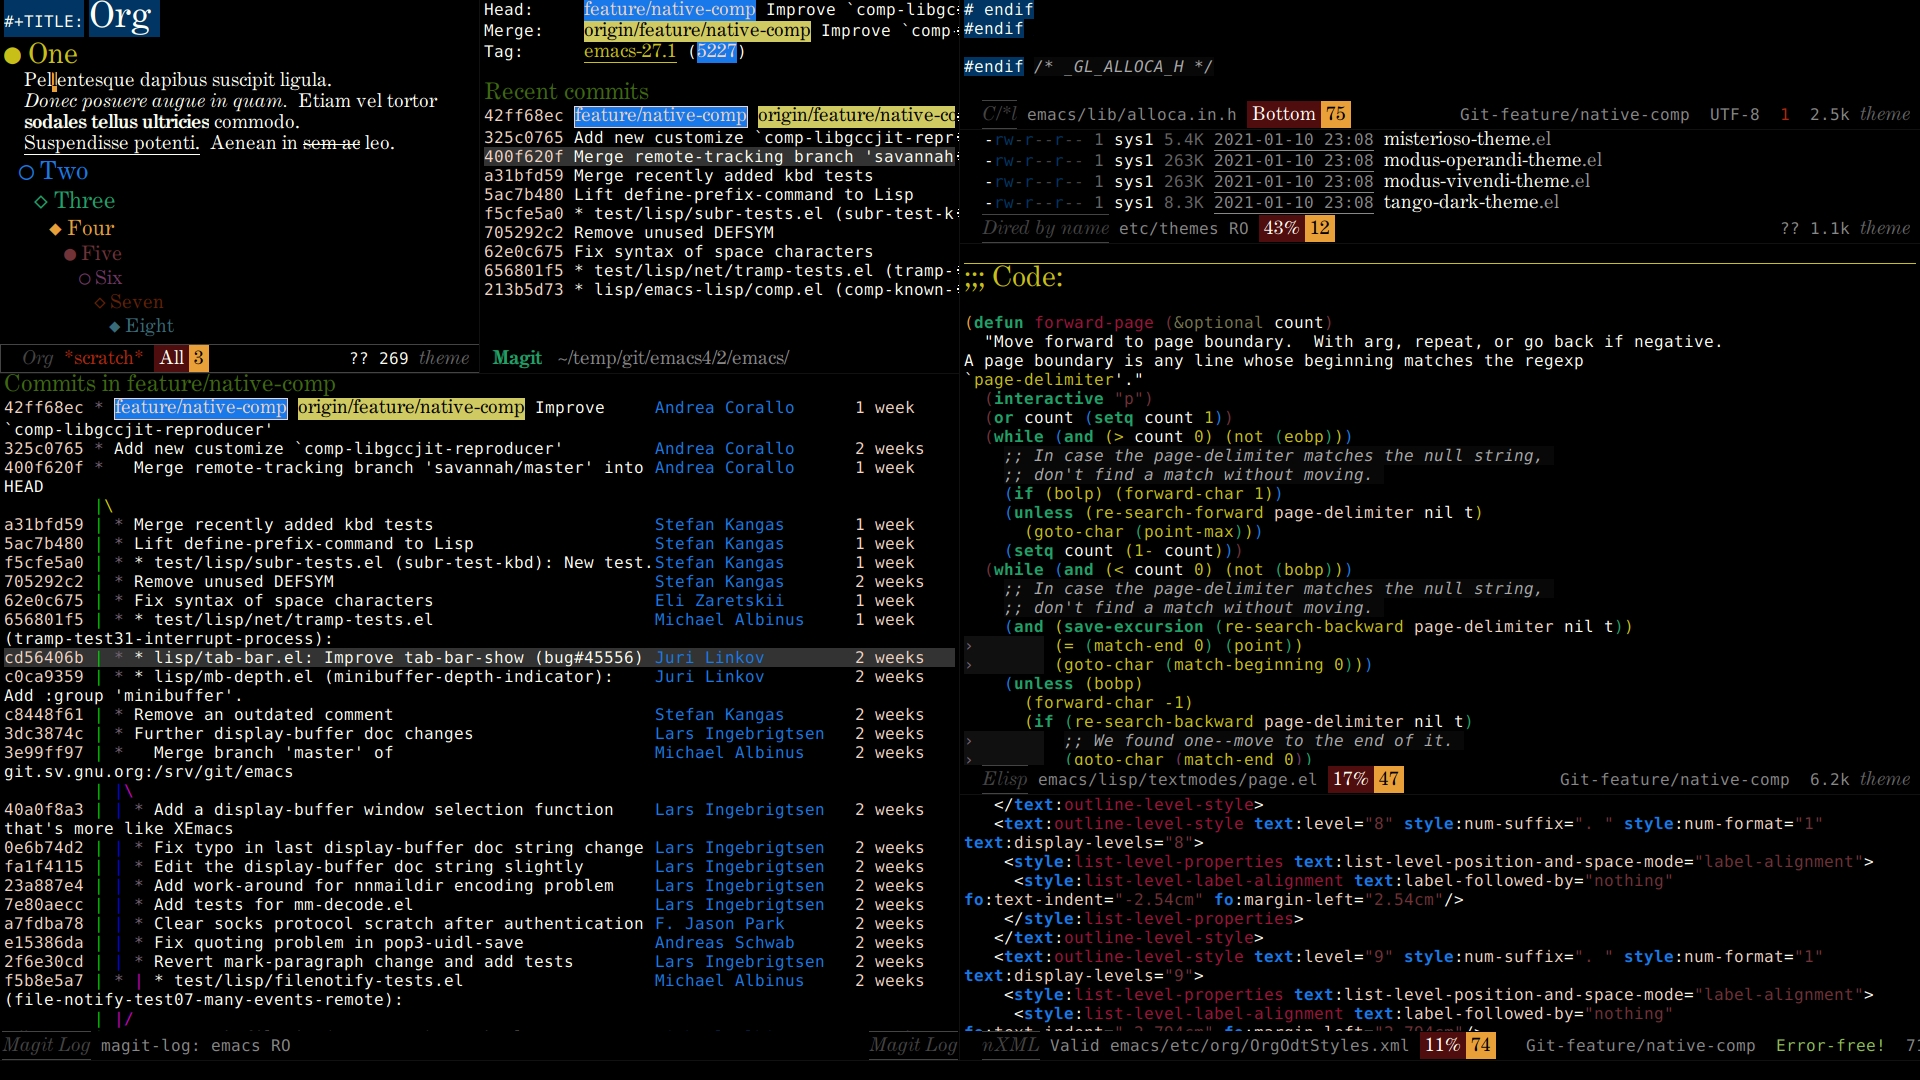 #+TITLE: Org
● One
Pellentesque dapibus suscipit ligula.
Donec posuere augue in quam.  Etiam vel tortor
sodales tellus ultricies commodo.
Suspendisse potenti.  Aenean in sem ac leo.
○ Two
◇ Three
◆ Four
● Five
○ Six
◇ Seven
◆ Eight
Org *scratch* All 3 ?? 269 theme
Head: feature/native-comp Improve `comp-libgc
Merge: origin/feature/native-comp Improve `comp-
Tag: emacs-27.1 (5227)
Recent commits
42ff68ec feature/native-comp origin/feature/native-co
325c0765 Add new customize `comp-libgccjit-repr
400f620f Merge remote-tracking branch 'savannah
a31bfd59 Merge recently added kbd tests
5ac7b480 Lift define-prefix-command to Lisp
f5cfe5a0 * test/lisp/subr-tests.el (subr-test-k
705292c2 Remove unused DEFSYM
62e0c675 Fix syntax of space characters
656801f5 * test/lisp/net/tramp-tests.el (tramp-
213b5d73 * lisp/emacs-lisp/comp.el (comp-known-
Magit ~/temp/git/emacs4/2/emacs/
Commits in feature/native-comp
42ff68ec * feature/native-comp origin/feature/native-comp Improve Andrea Corallo 1 week
`comp-libgccjit-reproducer'
325c0765 * Add new customize `comp-libgccjit-reproducer' Andrea Corallo 2 weeks
400f620f *   Merge remote-tracking branch 'savannah/master' into Andrea Corallo 1 week
HEAD
|\
a31bfd59 | * Merge recently added kbd tests Stefan Kangas 1 week
5ac7b480 | * Lift define-prefix-command to Lisp Stefan Kangas 1 week
f5cfe5a0 | * * test/lisp/subr-tests.el (subr-test-kbd): New test. Stefan Kangas 1 week
705292c2 | * Remove unused DEFSYM Stefan Kangas 2 weeks
62e0c675 | * Fix syntax of space characters Eli Zaretskii 1 week
656801f5 | * * test/lisp/net/tramp-tests.el Michael Albinus 1 week
(tramp-test31-interrupt-process):
cd56406b | * * lisp/tab-bar.el: Improve tab-bar-show (bug#45556) Juri Linkov 2 weeks
c0ca9359 | * * lisp/mb-depth.el (minibuffer-depth-indicator): Juri Linkov 2 weeks
Add :group 'minibuffer'.
c8448f61 | * Remove an outdated comment Stefan Kangas 2 weeks
3dc3874c | * Further display-buffer doc changes Lars Ingebrigtsen 2 weeks
3e99ff97 | *   Merge branch 'master' of Michael Albinus 2 weeks
git.sv.gnu.org:/srv/git/emacs
| |\
40a0f8a3 | | * Add a display-buffer window selection function Lars Ingebrigtsen 2 weeks
that's more like XEmacs
0e6b74d2 | | * Fix typo in last display-buffer doc string change Lars Ingebrigtsen 2 weeks
fa1f4115 | | * Edit the display-buffer doc string slightly Lars Ingebrigtsen 2 weeks
23a887e4 | | * Add work-around for nnmaildir encoding problem Lars Ingebrigtsen 2 weeks
7e80aecc | | * Add tests for mm-decode.el Lars Ingebrigtsen 2 weeks
a7fdba78 | | * Clear socks protocol scratch after authentication F. Jason Park 2 weeks
e15386da | | * Fix quoting problem in pop3-uidl-save Andreas Schwab 2 weeks
2f6e30cd | | * Revert mark-paragraph change and add tests Lars Ingebrigtsen 2 weeks
f5b8e5a7 | * | * test/lisp/filenotify-tests.el Michael Albinus 2 weeks
(file-notify-test07-many-events-remote):
| |/
Magit Log magit-log: emacs RO Magit Log
# endif
#endif
#endif /* _GL_ALLOCA_H */
C/*l emacs/lib/alloca.in.h Bottom 75 Git-feature/native-comp UTF-8 1 2.5k theme
-rw-r--r-- 1 sys1 5.4K 2021-01-10 23:08 misterioso-theme.el
-rw-r--r-- 1 sys1 263K 2021-01-10 23:08 modus-operandi-theme.el
-rw-r--r-- 1 sys1 263K 2021-01-10 23:08 modus-vivendi-theme.el
-rw-r--r-- 1 sys1 8.3K 2021-01-10 23:08 tango-dark-theme.el
Dired by name etc/themes RO 43% 12 ?? 1.1k theme
;;; Code:
(defun forward-page (&optional count)
"Move forward to page boundary.  With arg, repeat, or go back if negative.
A page boundary is any line whose beginning matches the regexp
`page-delimiter'."
(interactive "p")
(or count (setq count 1))
(while (and (> count 0) (not (eobp)))
;; In case the page-delimiter matches the null string,
;; don't find a match without moving.
(if (bolp) (forward-char 1))
(unless (re-search-forward page-delimiter nil t)
(goto-char (point-max)))
(setq count (1- count)))
(while (and (< count 0) (not (bobp)))
;; In case the page-delimiter matches the null string,
;; don't find a match without moving.
(and (save-excursion (re-search-backward page-delimiter nil t))
› (= (match-end 0) (point))
› (goto-char (match-beginning 0)))
(unless (bobp)
(forward-char -1)
(if (re-search-backward page-delimiter nil t)
› ;; We found one--move to the end of it.
› (goto-char (match-end 0))
Elisp emacs/lisp/textmodes/page.el 17% 47 Git-feature/native-comp 6.2k theme
</text:outline-level-style>
<text:outline-level-style text:level="8" style:num-suffix=". " style:num-format="1"
text:display-levels="8">
<style:list-level-properties text:list-level-position-and-space-mode="label-alignment">
<style:list-level-label-alignment text:label-followed-by="nothing"
fo:text-indent="-2.54cm" fo:margin-left="2.54cm"/>
</style:list-level-properties>
</text:outline-level-style>
<text:outline-level-style text:level="9" style:num-suffix=". " style:num-format="1"
text:display-levels="9">
<style:list-level-properties text:list-level-position-and-space-mode="label-alignment">
<style:list-level-label-alignment text:label-followed-by="nothing"
nXML Valid emacs/etc/org/OrgOdtStyles.xml 11% 74 Git-feature/native-comp Error-free!